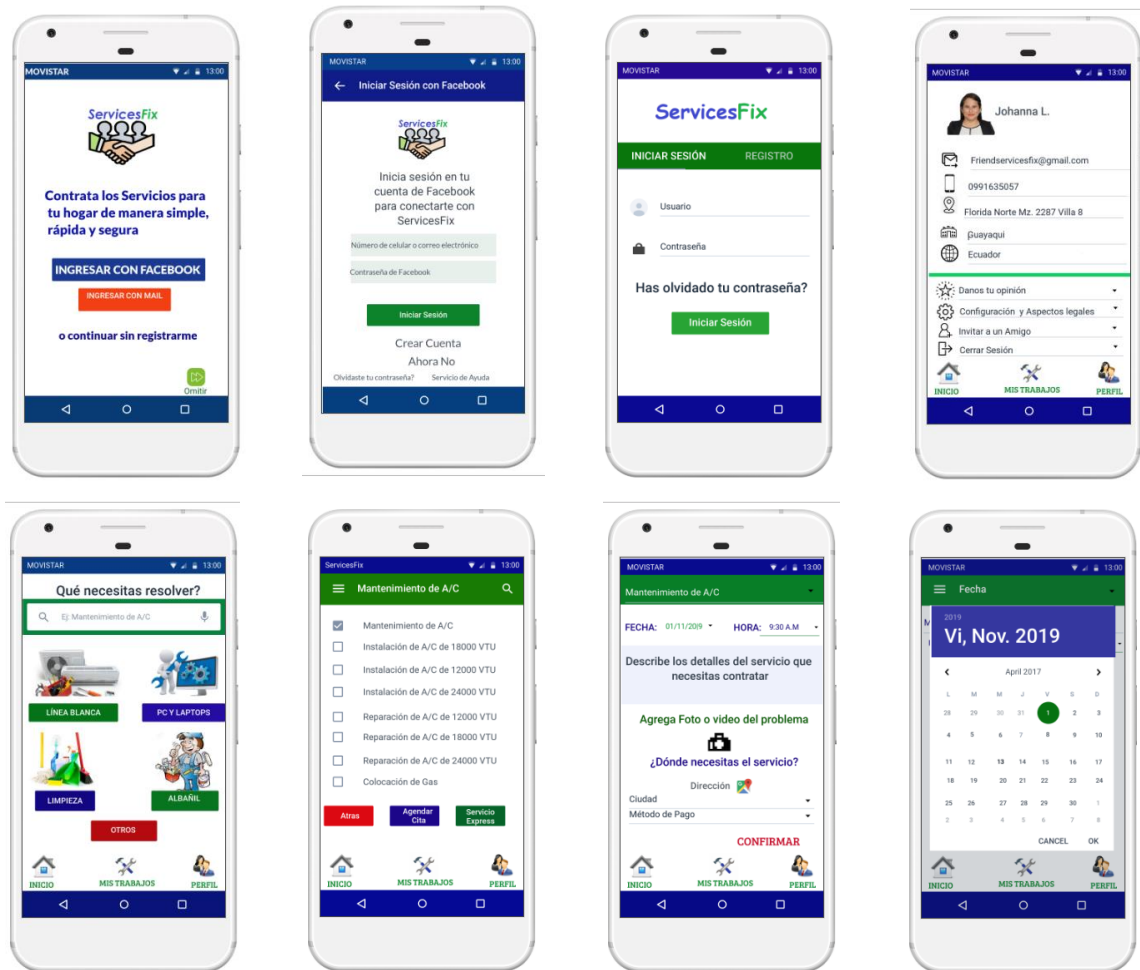 MOVISTAR
13:00
ServicesFix
Contrata los Servicios para
tu hogar de manera simple,
rápida y segura
INGRESAR CON FACEBOOK
INGRESAR CON MAIL
o continuar sin registrarme
Omitir
MOVISTAR
13:00
Iniciar Sesión con Facebook
ServicesFix
Inicia sesión en tu
cuenta de Facebook
para conectarte con
ServicesFix
Número de celular o correo electrónico
Contraseña de Facebook
Iniciar Sesión
Crear Cuenta
Ahora No
Olvidaste tu contraseña? Servicio de Ayuda
MOVISTAR
13:00
ServicesFix
INICIAR SESIÓN REGISTRO
Usuario
Contraseña
Has olvidado tu contraseña?
Iniciar Sesión
MOVISTAR
13:00
Johanna L.
Friendservicesfix@gmail.com
0991635057
Florida Norte Mz. 2287 Villa 8
Guayaqui
Ecuador
Danos tu opinión
Configuración y Aspectos legales
Invitar a un Amigo
Cerrar Sesión
INICIO MIS TRABAJOS PERFIL
MOVISTAR
13:00
Qué necesitas resolver?
Ej: Mantenimiento de A/C
LÍNEA BLANCA PC Y LAPTOPS
LIMPIEZA ALBAÑIL
OTROS
INICIO MIS TRABAJOS PERFIL
ServicesFix
13:00
Mantenimiento de A/C
Mantenimiento de A/C
Instalación de A/C de 18000 VTU
Instalación de A/C de 12000 VTU
Instalación de A/C de 24000 VTU
Reparación de A/C de 12000 VTU
Reparación de A/C de 18000 VTU
Reparación de A/C de 24000 VTU
Colocación de Gas
Atras
Agendar
Cita
Servicio
Express
INICIO MIS TRABAJOS PERFIL
MOVISTAR
13:00
Mantenimiento de A/C
FECHA: 01/11/20/9 HORA: 9:30 A.M
Describe los detalles del servicio que
necesitas contratar
Agrega Foto o video del problema
¿Dónde necesitas el servicio?
Dirección
Ciudad
Método de Pago
CONFIRMAR
INICIO MIS TRABAJOS PERFIL
MOVISTAR
13:00
Fecha
M
2019
Vi, Nov. 2019
April 2017
L M M J V S D
28 29 30 31 1 2 3
4 5 6 7 8 9 10
11 12 13 14 15 16 17
18 19 20 21 22 23 24
25 26 27 28 29 30 1
2 3 4 5 6 7 8
CANCEL OK
INICIO MIS TRABAJOS PERFIL